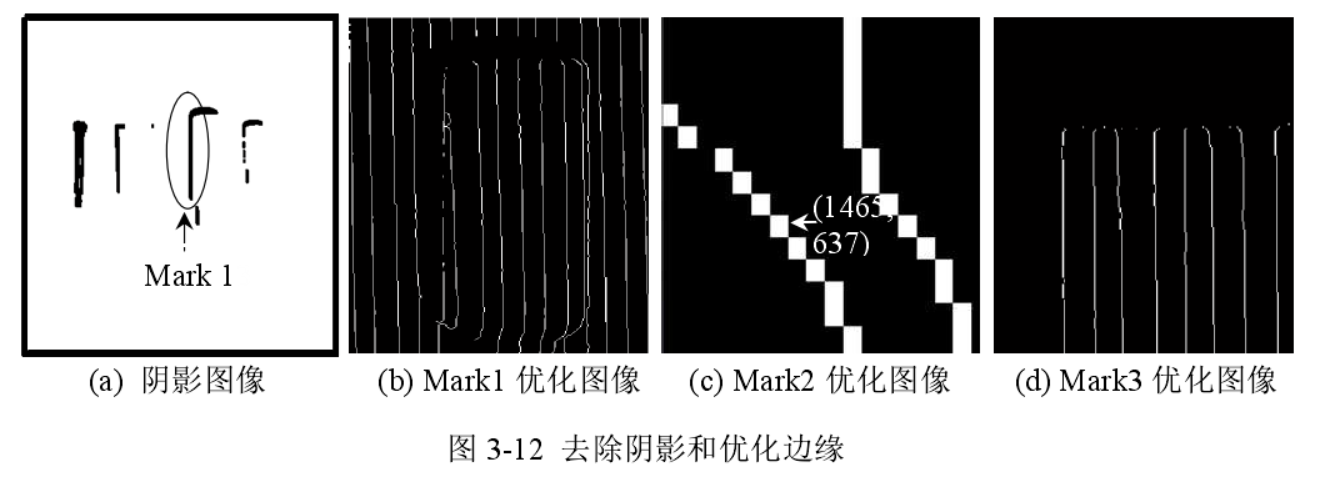 Mark 1
(1465,
637)
(a) 阴影图像
(b) Mark1 优化图像
(c) Mark2 优化图像
(d) Mark3 优化图像
图 3-12 去除阴影和优化边缘